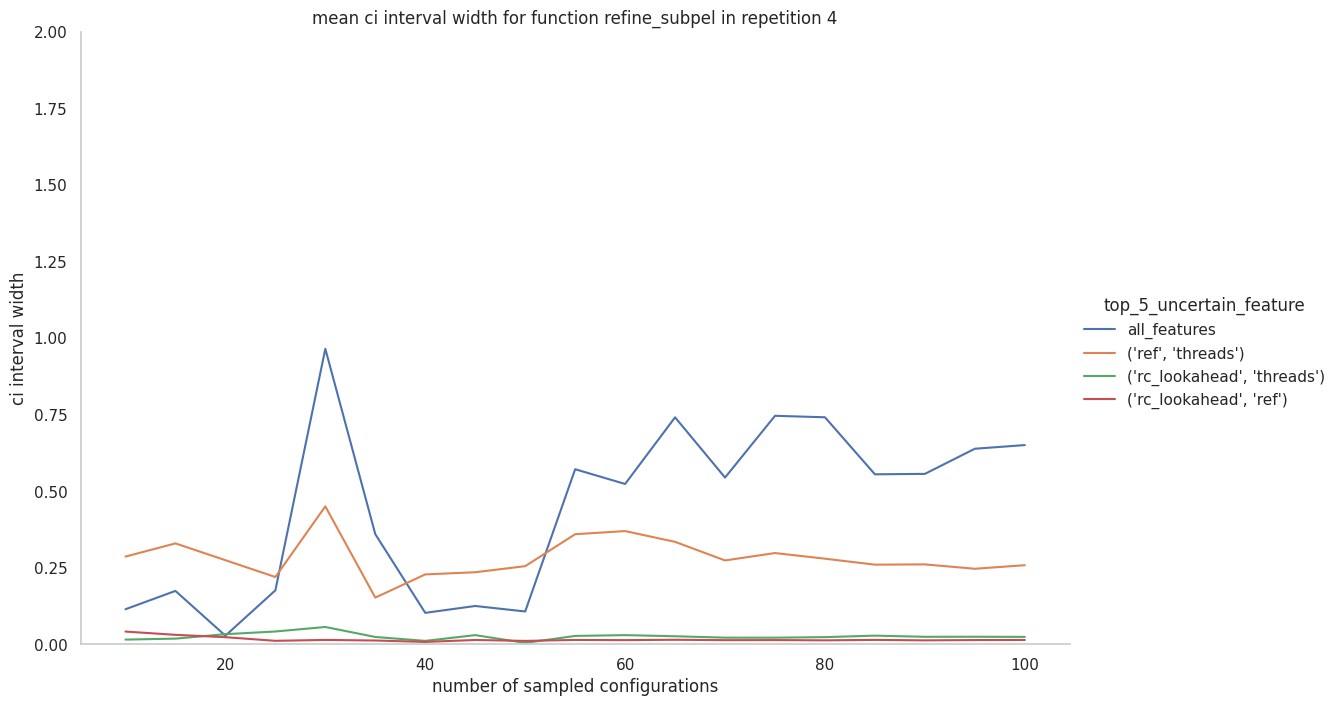 mean ci interval width for function refine_subpel in repetition 4
2.00
1.75
1.50
1.25
1.00
0.75
0.50
0.25
0.00
ci interval width
20 40 60 80 100
number of sampled configurations
top_5_uncertain_feature
all_features
('ref', 'threads')
('rc_lookahead', 'threads')
('rc_lookahead', 'ref')